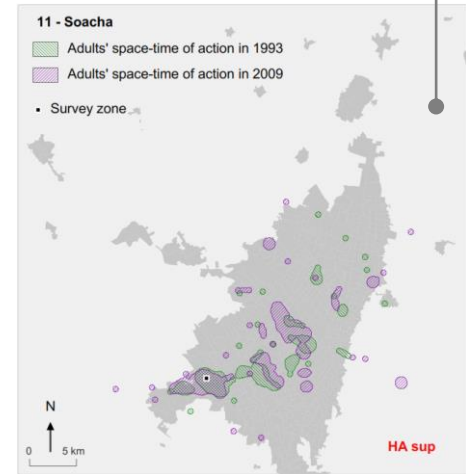 11 - Soacha
Adults' space-time of action in 1993
Adults' space-time of action in 2009
Survey zone
N
0 5 km
HA sup